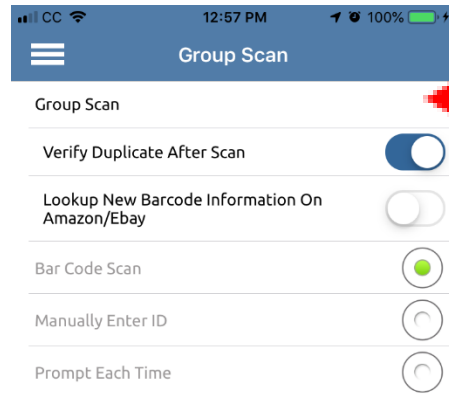 CC 12:57 PM 100%
Group Scan
Group Scan
Verify Duplicate After Scan
Lookup New Barcode Information On
Amazon/Ebay
Bar Code Scan
Manually Enter ID
Prompt Each Time